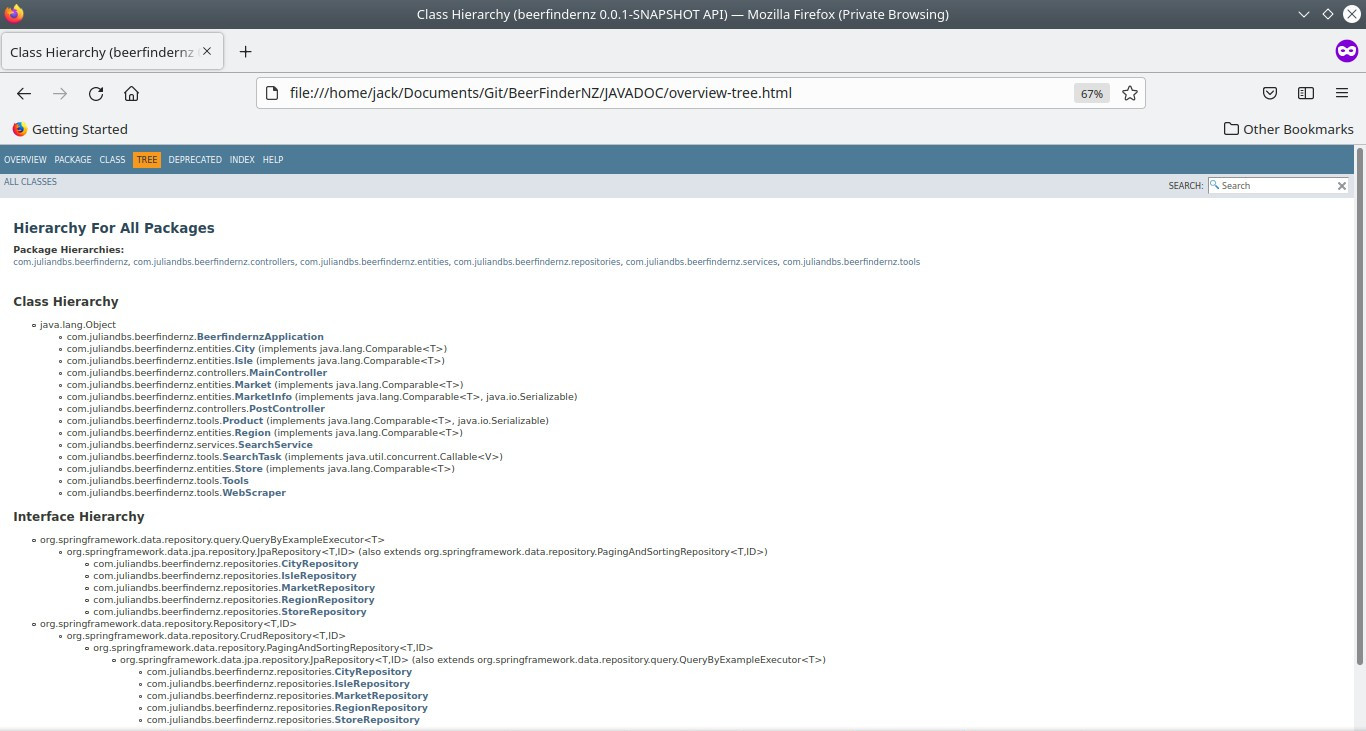 Class Hierarchy (beerfindernz 0.0.1-SNAPSHOT API) — Mozilla Firefox (Private Browsing)
Class Hierarchy (beerfindernz
file:///home/jack/Documents/Git/BeerFinderNZ/JAVADOC/overview-tree.html 67%
Getting Started Other Bookmarks
OVERVIEW PACKAGE CLASS TREE DEPRECATED INDEX HELP
ALL CLASSES SEARCH: Search
Hierarchy For All Packages
Package Hierarchies:
com.juliandbs.beerfindernz, com.juliandbs.beerfindernz.controllers, com.juliandbs.beerfindernz.entities, com.juliandbs.beerfindernz.repositories, com.juliandbs.beerfindernz.services, com.juliandbs.beerfindernz.tools
Class Hierarchy
java.lang.Object
com.juliandbs.beerfindernz.BeerfindernzApplication
com.juliandbs.beerfindernz.entities.City (implements java.lang.Comparable<T>)
com.juliandbs.beerfindernz.entities.Isle (implements java.lang.Comparable<T>)
com.juliandbs.beerfindernz.controllers.MainController
com.juliandbs.beerfindernz.entities.Market (implements java.lang.Comparable<T>)
com.juliandbs.beerfindernz.entities.MarketInfo (implements java.lang.Comparable<T>, java.io.Serializable)
com.juliandbs.beerfindernz.controllers.PostController
com.juliandbs.beerfindernz.tools.Product (implements java.lang.Comparable<T>, java.io.Serializable)
com.juliandbs.beerfindernz.entities.Region (implements java.lang.Comparable<T>)
com.juliandbs.beerfindernz.services.SearchService
com.juliandbs.beerfindernz.tools.SearchTask (implements java.util.concurrent.Callable<V>)
com.juliandbs.beerfindernz.entities.Store (implements java.lang.Comparable<T>)
com.juliandbs.beerfindernz.tools.Tools
com.juliandbs.beerfindernz.tools.WebScraper
Interface Hierarchy
org.springframework.data.repository.query.QueryByExampleExecutor<T>
org.springframework.data.jpa.repository.JpaRepository<T,ID> (also extends org.springframework.data.repository.PagingAndSortingRepository<T,ID>)
com.juliandbs.beerfindernz.repositories.CityRepository
com.juliandbs.beerfindernz.repositories.IsleRepository
com.juliandbs.beerfindernz.repositories.MarketRepository
com.juliandbs.beerfindernz.repositories.RegionRepository
com.juliandbs.beerfindernz.repositories.StoreRepository
org.springframework.data.repository.Repository<T,ID>
org.springframework.data.repository.CrudRepository<T,ID>
org.springframework.data.repository.PagingAndSortingRepository<T,ID>
org.springframework.data.jpa.repository.JpaRepository<T,ID> (also extends org.springframework.data.repository.query.QueryByExampleExecutor<T>)
com.juliandbs.beerfindernz.repositories.CityRepository
com.juliandbs.beerfindernz.repositories.IsleRepository
com.juliandbs.beerfindernz.repositories.MarketRepository
com.juliandbs.beerfindernz.repositories.RegionRepository
com.juliandbs.beerfindernz.repositories.StoreRepository